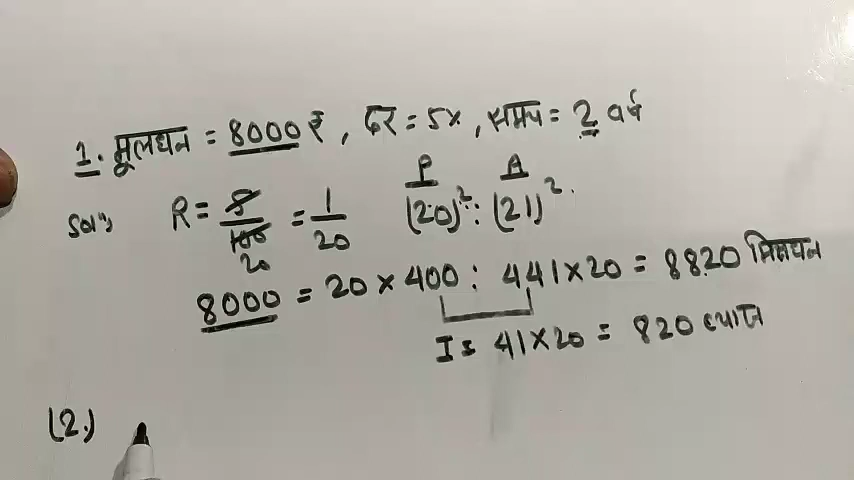 1. मूलधन = 8000 ₹, दर = 5%, समय = 2 वर्ष
P A
Solⁿ, R = 5/100 20 = 1/20 (20)² : (21)²
8000 = 20 × 400 : 441 × 20 = 8820 मिश्रधन
I = 41 × 20 = 820 ब्याज
(2.)